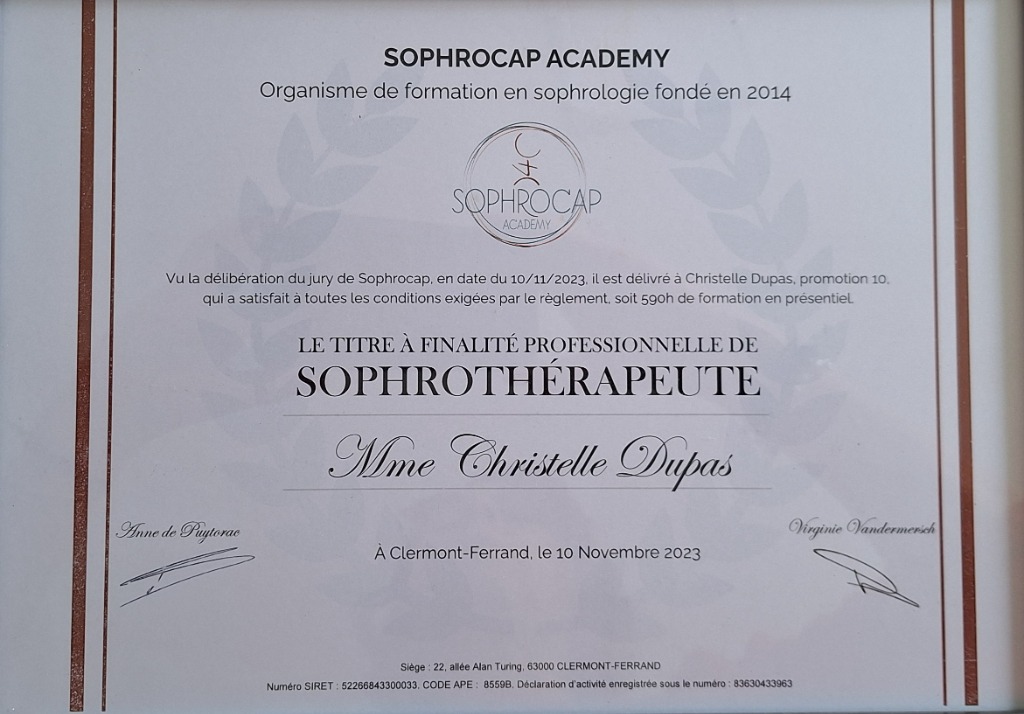 SOPHROCAP ACADEMY
Organisme de formation en sophrologie fondé en 2014
SOPHROCAP
ACADEMY
Vu la délibération du jury de Sophrocap, en date du 10/11/2023, il est délivré à Christelle Dupas, promotion 10,
qui a satisfait à toutes les conditions exigées par le règlement, soit 590h de formation en présentiel.
LE TITRE À FINALITÉ PROFESSIONNELLE DE
SOPHROTHÉRAPEUTE
Mme Christelle Dupas
Anne de Puytorac
Virginie Vandermersch
À Clermont-Ferrand, le 10 Novembre 2023
Siège : 22, allée Alan Turing, 63000 CLERMONT-FERRAND
Numéro SIRET : 52266843300033, CODE APE : 8559B. Déclaration d'activité enregistrée sous le numéro : 83630433963